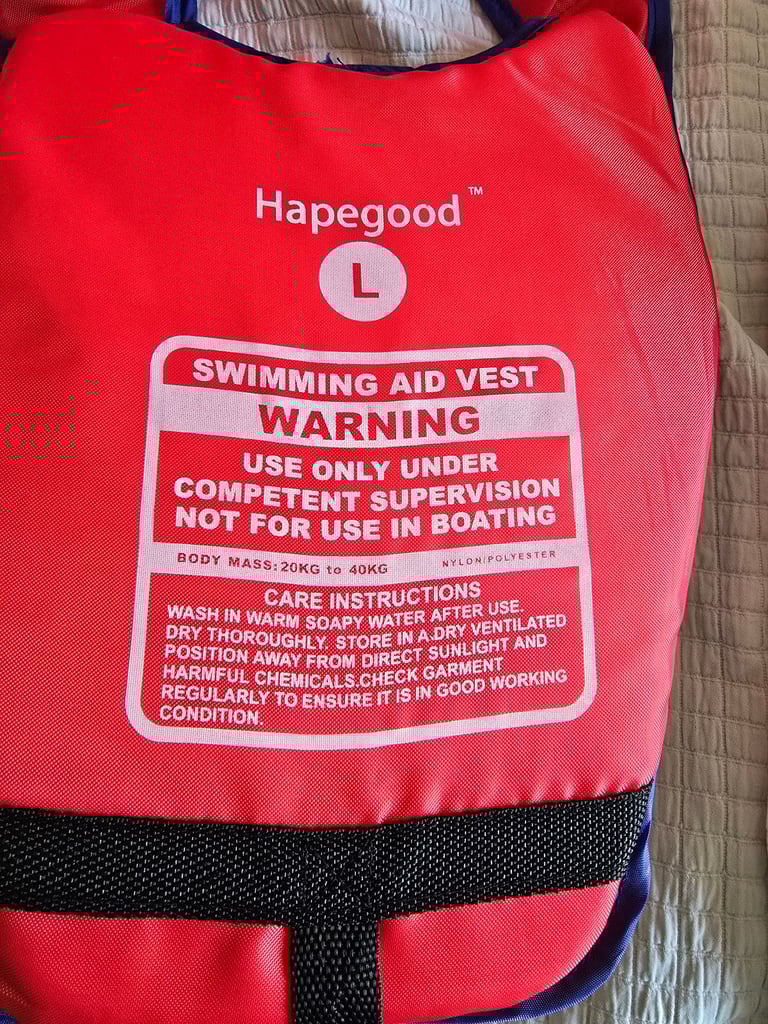 Hapegood™
L
SWIMMING AID VEST
WARNING
USE ONLY UNDER
COMPETENT SUPERVISION
NOT FOR USE IN BOATING
BODY MASS: 20KG to 40KG NYLON/POLYESTER
CARE INSTRUCTIONS
WASH IN WARM SOAPY WATER AFTER USE.
DRY THOROUGHLY. STORE IN A.DRY VENTILATED
POSITION AWAY FROM DIRECT SUNLIGHT AND
HARMFUL CHEMICALS.CHECK GARMENT
REGULARLY TO ENSURE IT IS IN GOOD WORKING
CONDITION.